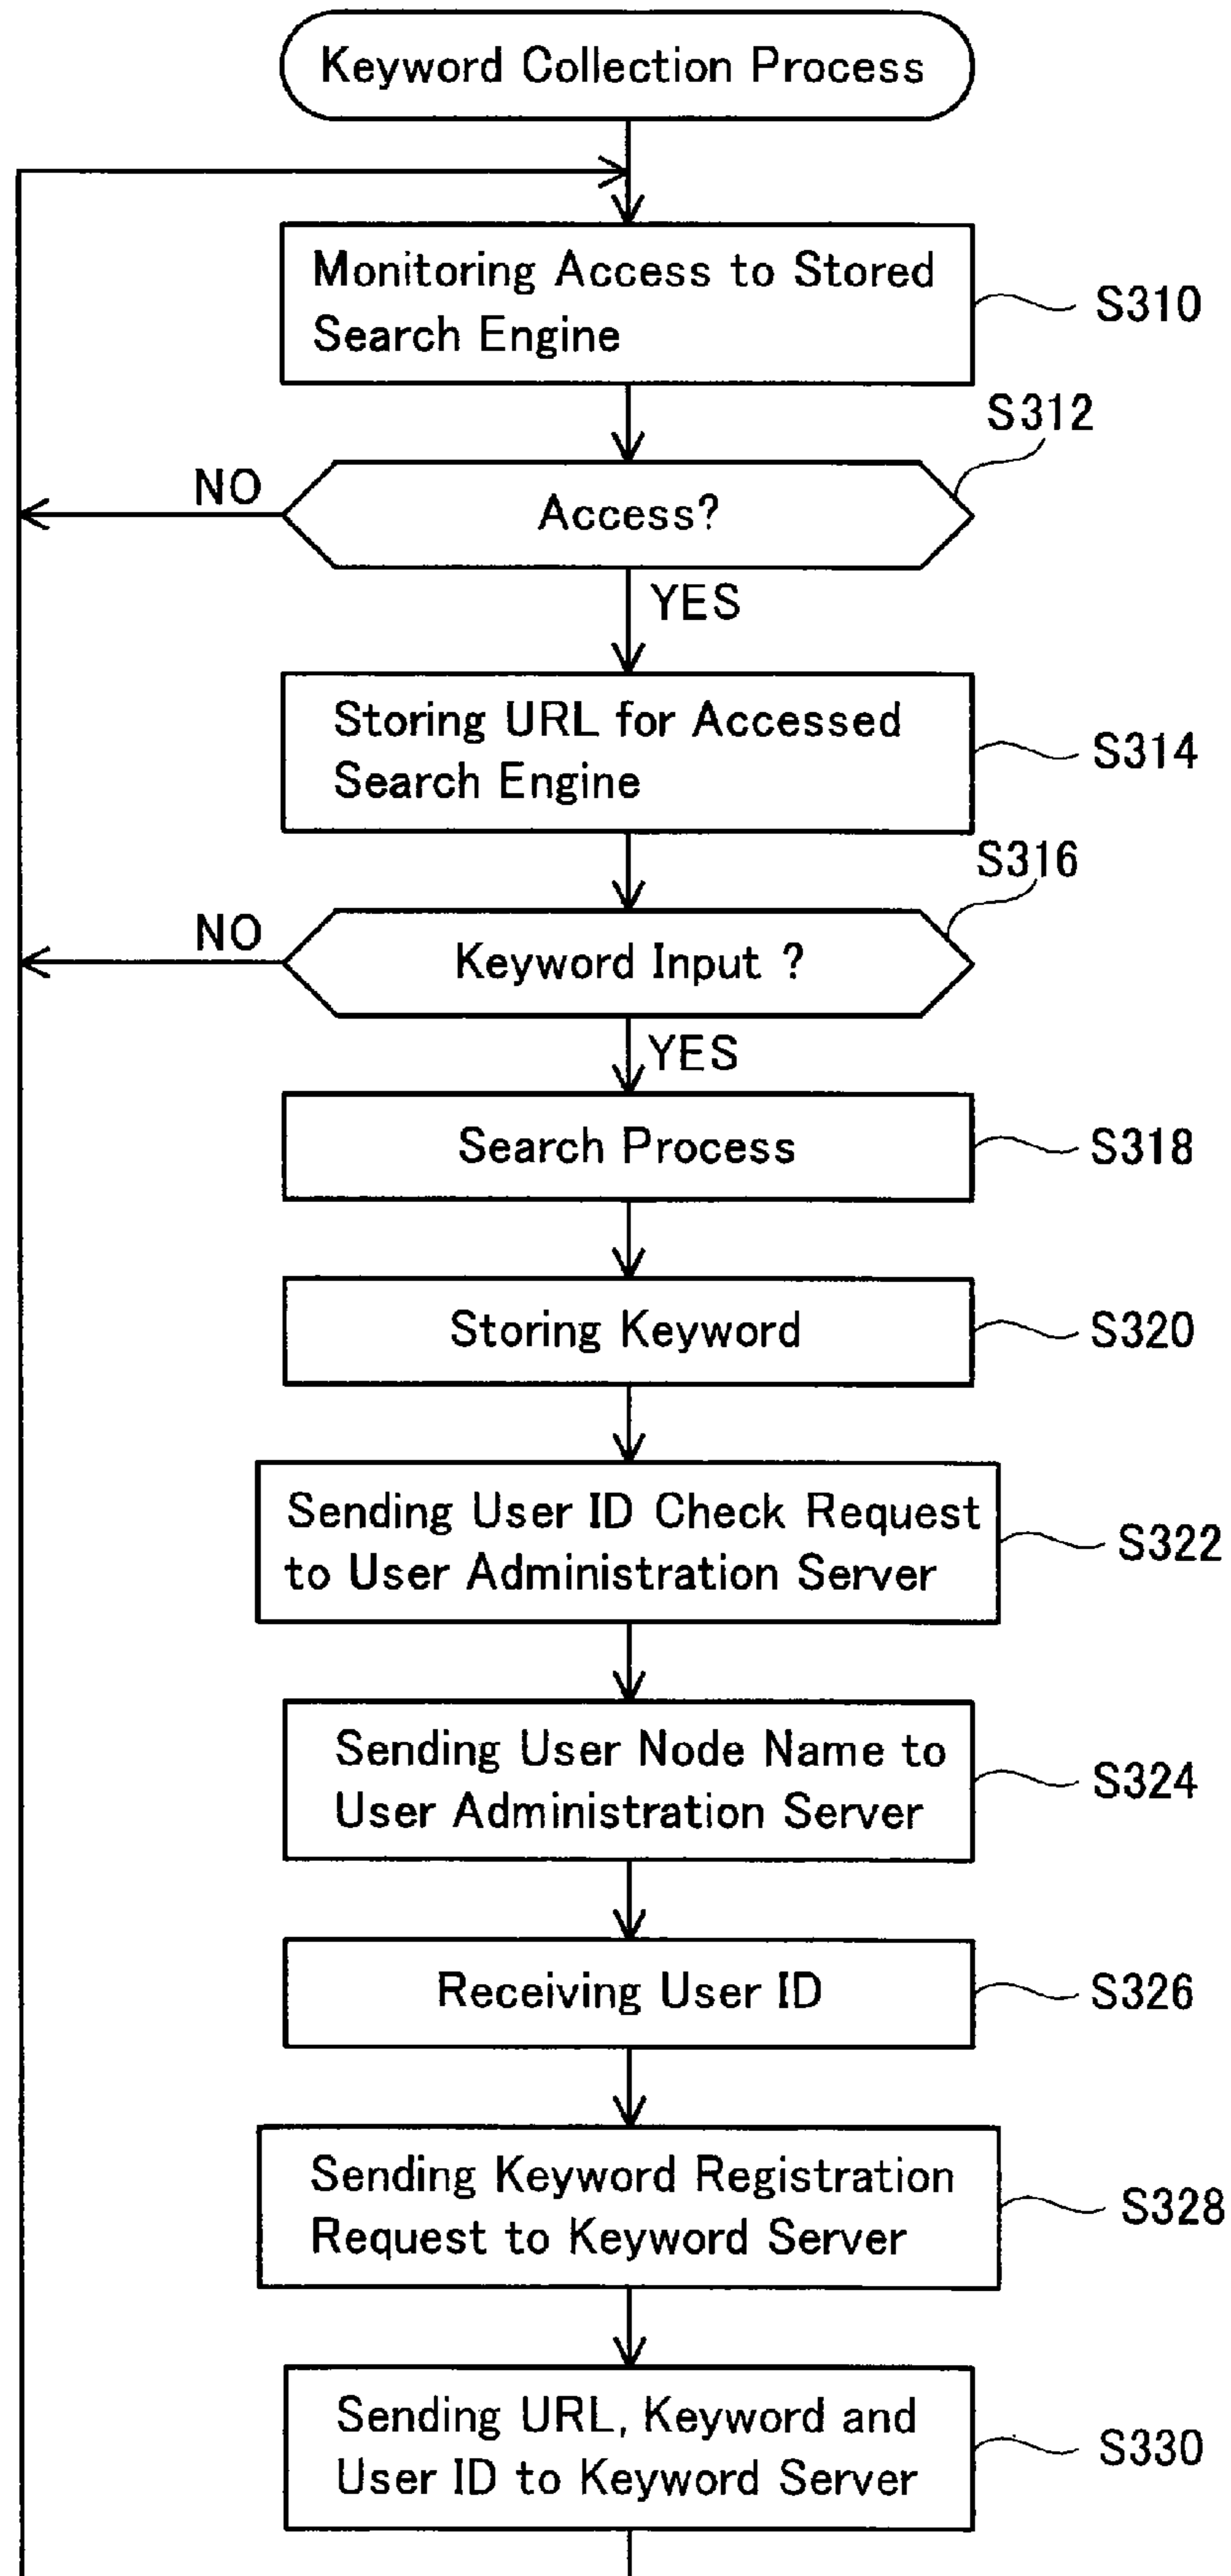 Keyword Collection Process
Monitoring Access to Stored
Search Engine
S310
S312
NO
Access?
YES
Storing URL for Accessed
Search Engine
S314
S316
NO
Keyword Input ?
YES
Search Process
S318
Storing Keyword
S320
Sending User ID Check Request
to User Administration Server
S322
Sending User Node Name to
User Administration Server
S324
Receiving User ID
S326
Sending Keyword Registration
Request to Keyword Server
S328
Sending URL, Keyword and
User ID to Keyword Server
S330